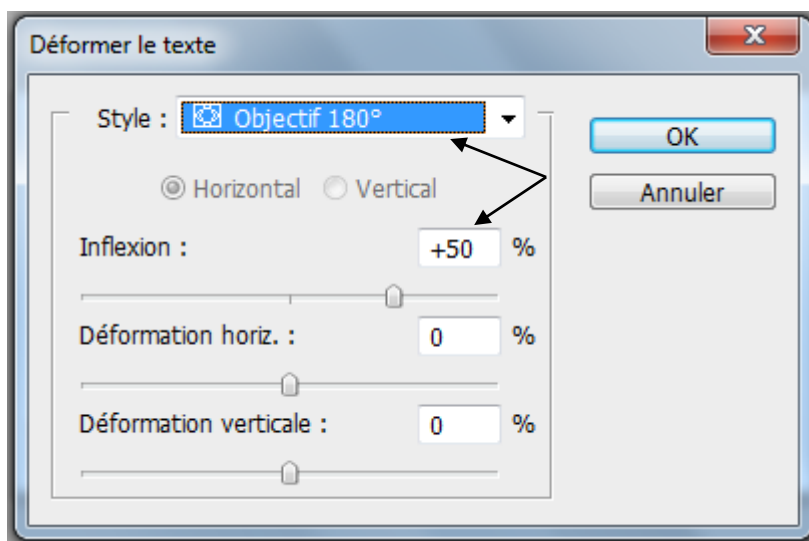 Déformer le texte
Style : Objectif 180°
OK
Horizontal Vertical
Annuler
Inflexion : +50 %
Déformation horiz. : 0 %
Déformation verticale : 0 %